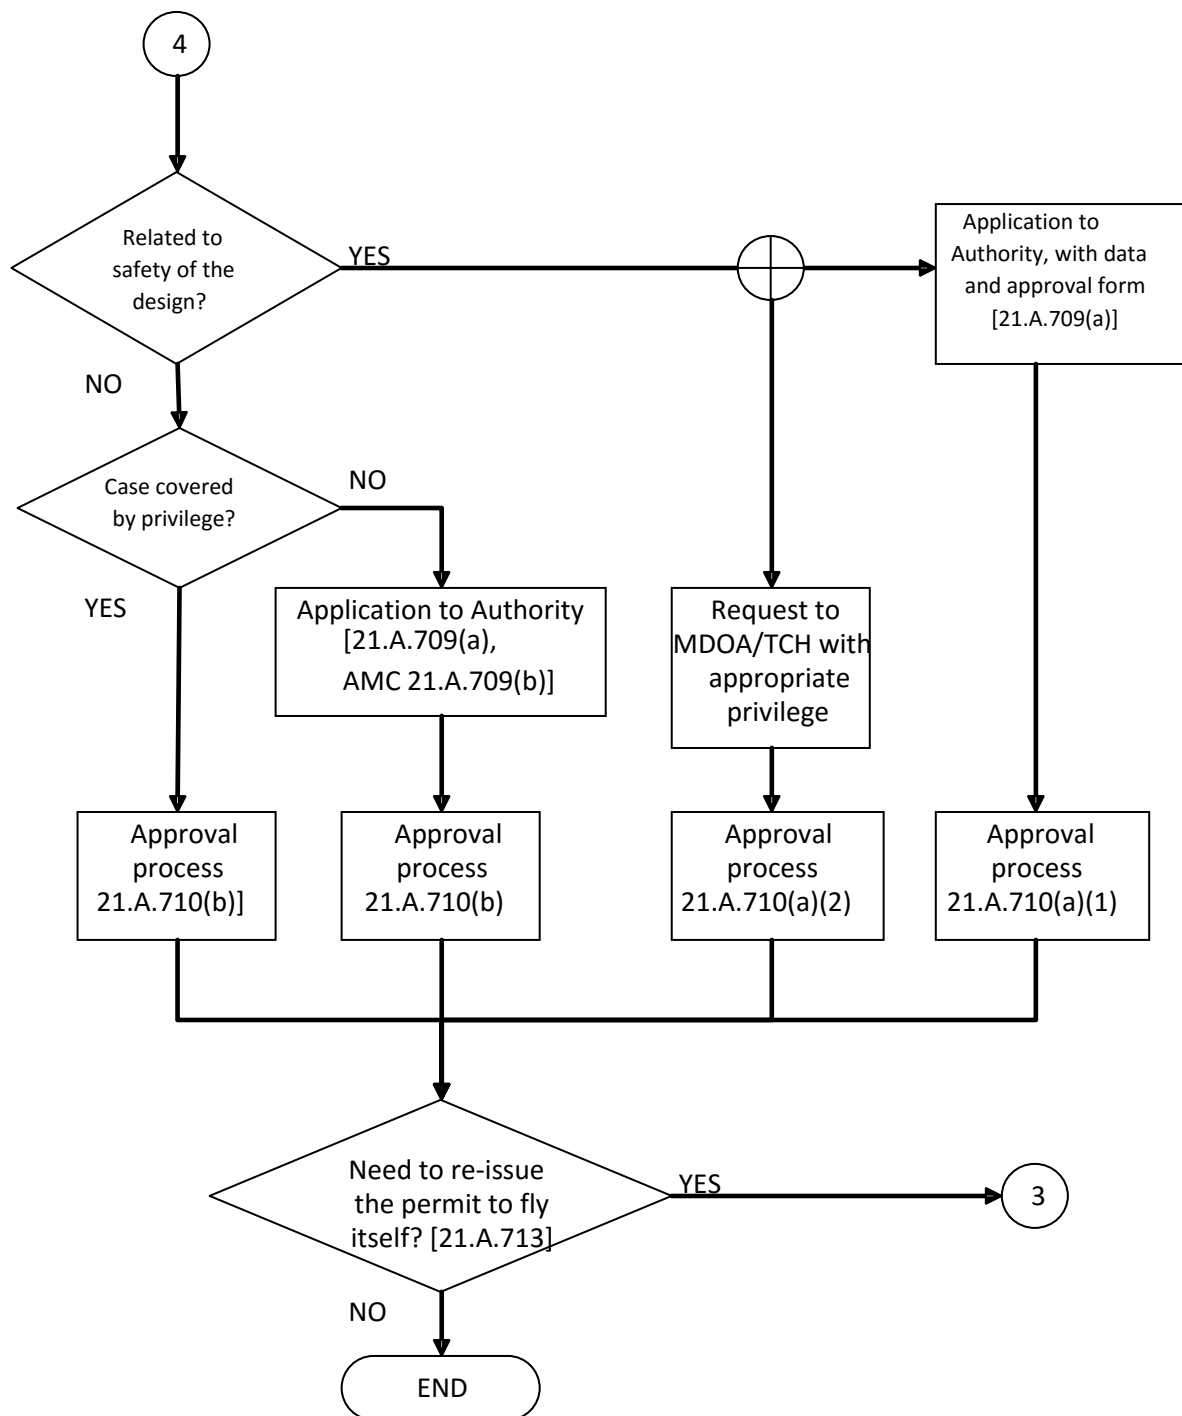 4
Related to
safety of the
design?
YES
Application to
Authority, with data
and approval form
[21.A.709(a)]
NO
Case covered
by privilege?
NO
YES
Application to Authority
[21.A.709(a),
AMC 21.A.709(b)]
Request to
MDOA/TCH with
appropriate
privilege
Approval
process
21.A.710(b)]
Approval
process
21.A.710(b)
Approval
process
21.A.710(a)(2)
Approval
process
21.A.710(a)(1)
Need to re-issue
the permit to fly
itself? [21.A.713]
YES
3
NO
END